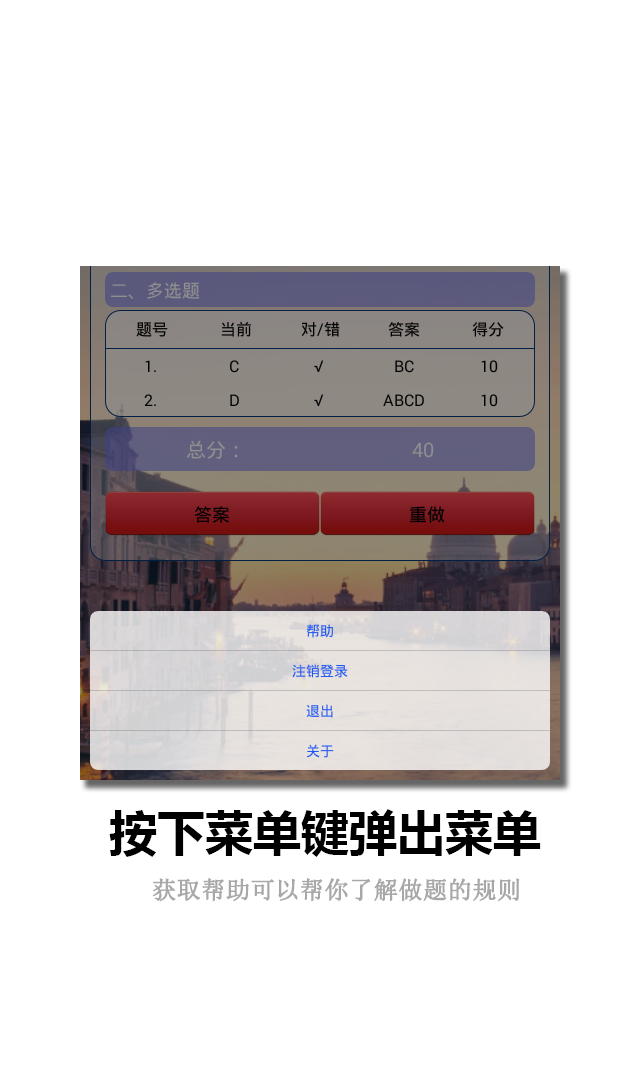 二、多选题
题号 当前 对/错 答案 得分
1. C √ BC 10
2. D √ ABCD 10
总分： 40
答案 重做
帮助
注销登录
退出
关于
按下菜单键弹出菜单
获取帮助可以帮你了解做题的规则